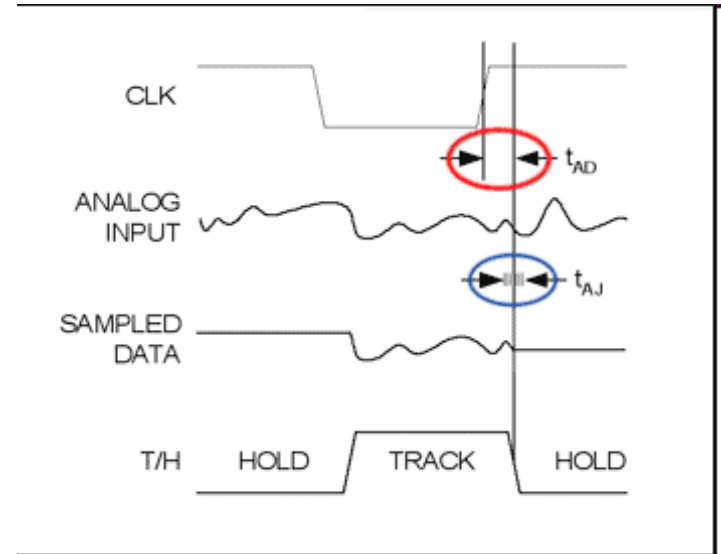 CLK
tAD
ANALOG
INPUT
tAJ
SAMPLED
DATA
T/H HOLD TRACK HOLD